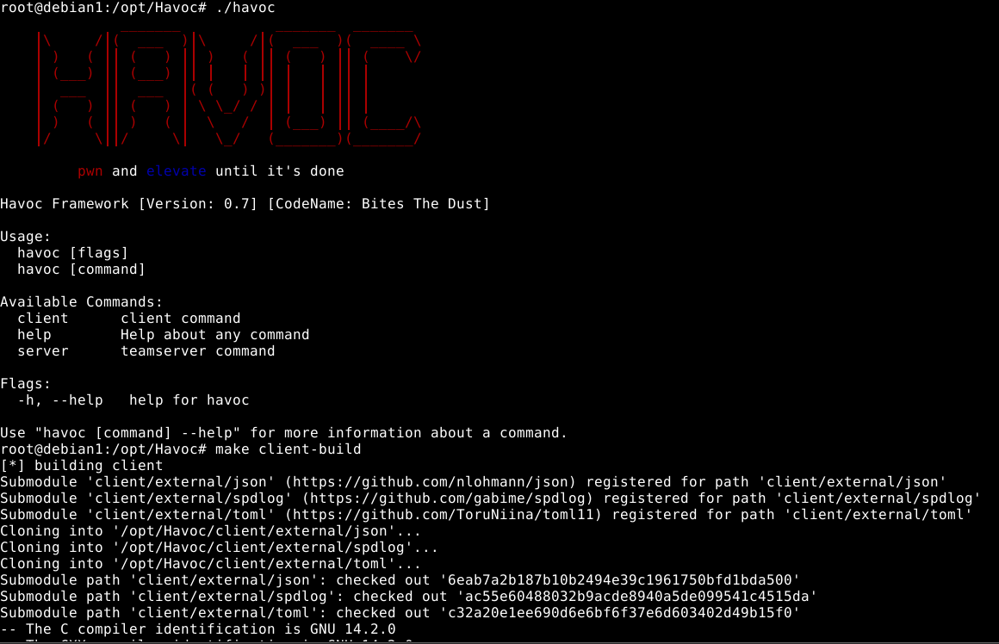 root@debian1:/opt/Havoc# ./havoc
HAVOC
pwn and elevate until it's done
Havoc Framework [Version: 0.7] [CodeName: Bites The Dust]
Usage:
havoc [flags]
havoc [command]
Available Commands:
client client command
help Help about any command
server teamserver command
Flags:
-h, --help help for havoc
Use "havoc [command] --help" for more information about a command.
root@debian1:/opt/Havoc# make client-build
[*] building client
Submodule 'client/external/json' (https://github.com/nlohmann/json) registered for path 'client/external/json'
Submodule 'client/external/spdlog' (https://github.com/gabime/spdlog) registered for path 'client/external/spdlog'
Submodule 'client/external/toml' (https://github.com/ToruNiina/toml11) registered for path 'client/external/toml'
Cloning into '/opt/Havoc/client/external/json'...
Cloning into '/opt/Havoc/client/external/spdlog'...
Cloning into '/opt/Havoc/client/external/toml'...
Submodule path 'client/external/json': checked out '6eab7a2b187b10b2494e39c1961750bfd1bda500'
Submodule path 'client/external/spdlog': checked out 'ac55e60488032b9acde8940a5de099541c4515da'
Submodule path 'client/external/toml': checked out 'c32a20e1ee690d6e6bf6f37e6d603402d49b15f0'
-- The C compiler identification is GNU 14.2.0